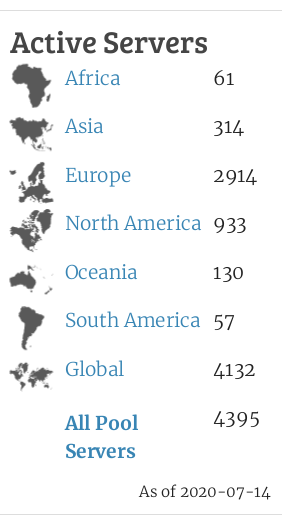 Active Servers
Africa 61
Asia 314
Europe 2914
North America 933
Oceania 130
South America 57
Global 4132
All Pool 4395
Servers
As of 2020-07-14